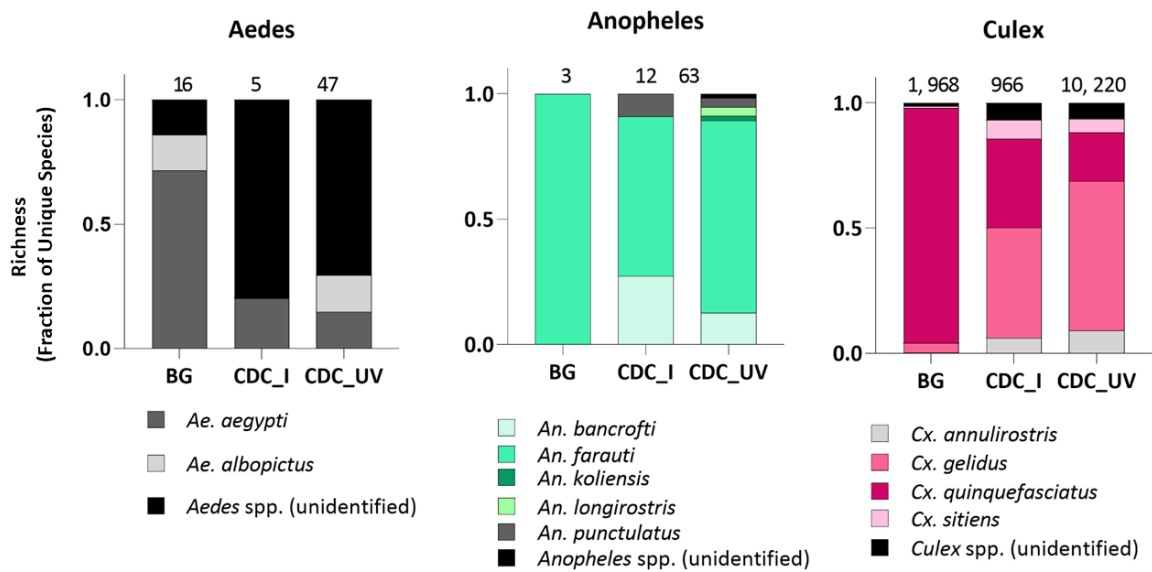 Aedes
Anopheles
Culex
Richness
(Fraction of Unique Species)
16
5
47
1.0
0.5
0.0
BG
CDC_I
CDC_UV
Ae. aegypti
Ae. albopictus
Aedes spp. (unidentified)
3
12
63
1.0
0.5
0.0
BG
CDC_I
CDC_UV
An. bancrofti
An. farauti
An. koliensis
An. longirostris
An. punctulatus
Anopheles spp. (unidentified)
1, 968
966
10, 220
1.0
0.5
0.0
BG
CDC_I
CDC_UV
Cx. annulirostris
Cx. gelidus
Cx. quinquefasciatus
Cx. sitiens
Culex spp. (unidentified)